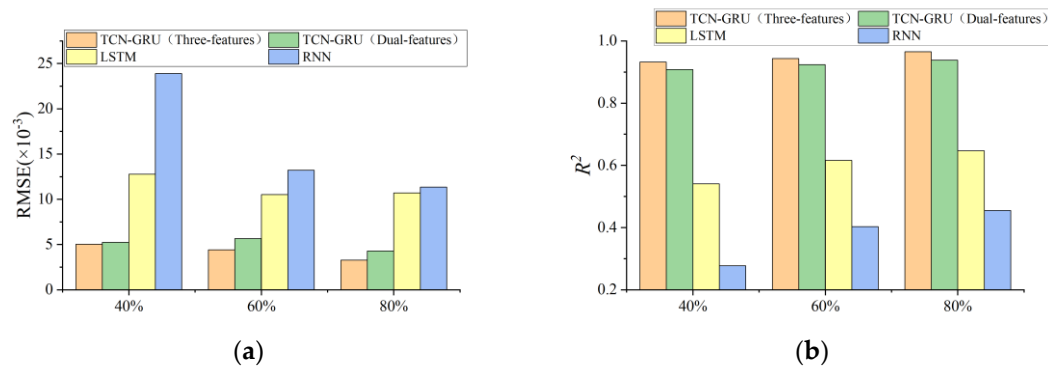 TCN-GRU (Three-features) TCN-GRU (Dual-features)
LSTM RNN
RMSE(×10⁻³)
25
20
15
10
5
0
40% 60% 80%
(a)
TCN-GRU (Three-features) TCN-GRU (Dual-features)
LSTM RNN
R²
1.0
0.8
0.6
0.4
0.2
40% 60% 80%
(b)